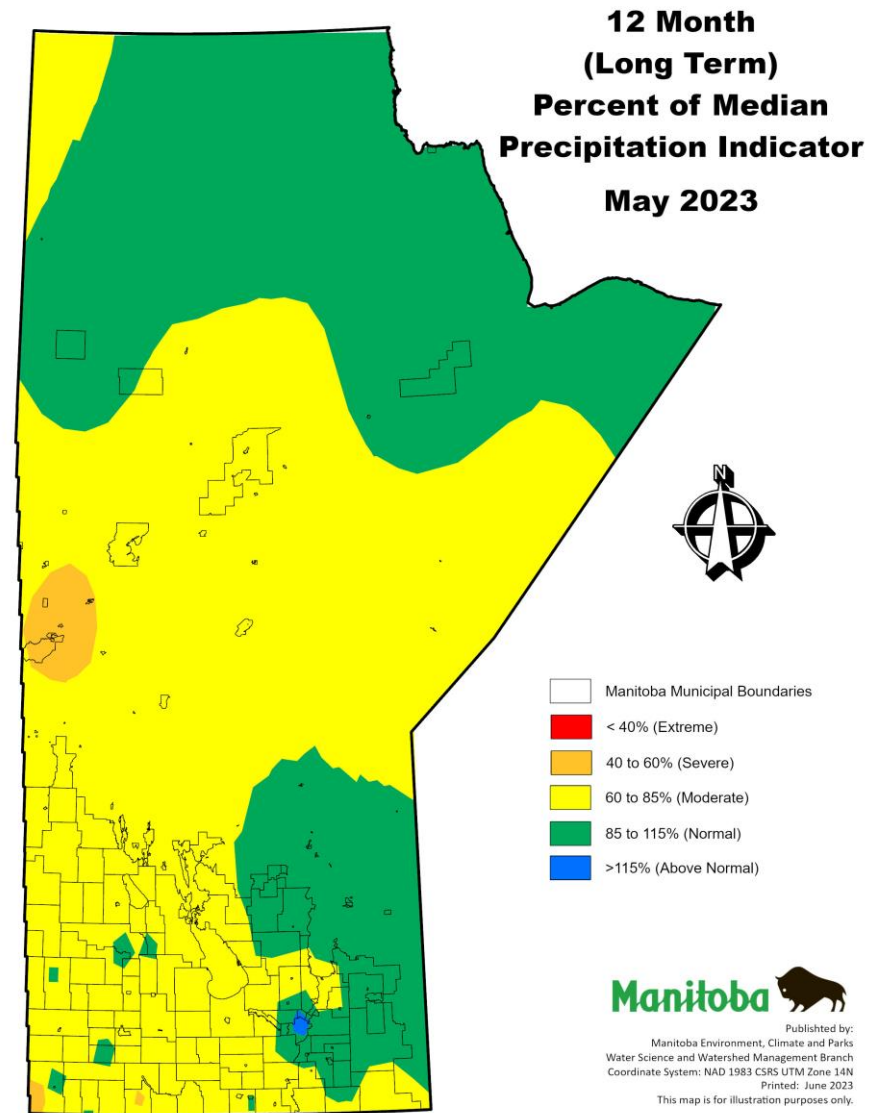 12 Month
(Long Term)
Percent of Median
Precipitation Indicator
May 2023
N
Manitoba Municipal Boundaries
< 40% (Extreme)
40 to 60% (Severe)
60 to 85% (Moderate)
85 to 115% (Normal)
>115% (Above Normal)
Manitoba
Publishted by:
Manitoba Environment, Climate and Parks
Water Science and Watershed Management Branch
Coordinate System: NAD 1983 CSRS UTM Zone 14N
Printed: June 2023
This map is for illustration purposes only.